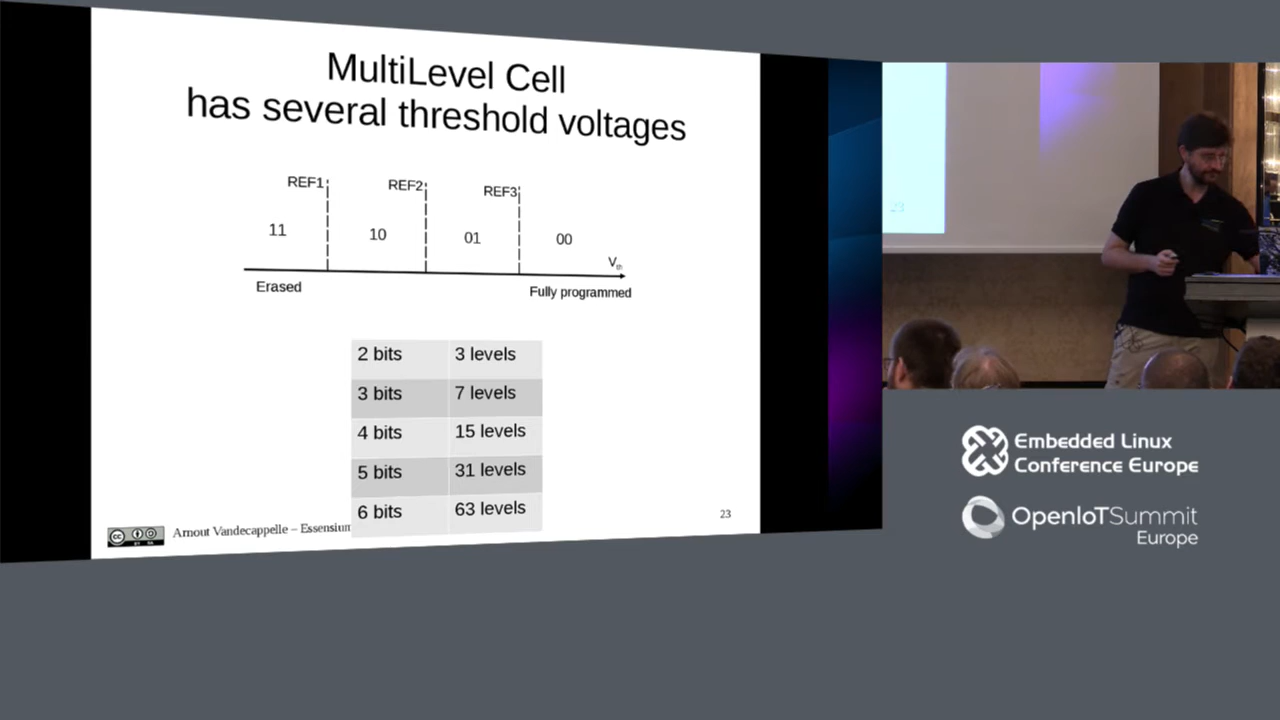 MultiLevel Cell
has several threshold voltages
REF1 REF2 REF3
11 10 01 00
Vth
Erased Fully programmed
2 bits 3 levels
3 bits 7 levels
4 bits 15 levels
5 bits 31 levels
6 bits 63 levels
Arnout Vandecappelle – Essensium
23
23
Embedded Linux
Conference Europe
OpenIoTSummit
Europe